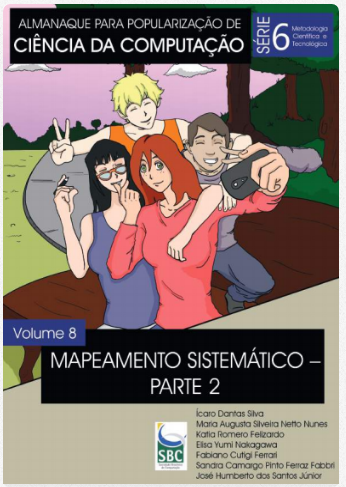 ALMANAQUE PARA POPULARIZAÇÃO DE
CIÊNCIA DA COMPUTAÇÃO
SÉRIE 6
Metodologia
Científica e
Tecnológica
Volume 8
MAPEAMENTO SISTEMÁTICO –
PARTE 2
Ícaro Dantas Silva
Maria Augusta Silveira Netto Nunes
Katia Romero Felizardo
Elisa Yumi Nakagawa
Fabiano Cutigi Ferrari
Sandra Camargo Pinto Ferraz Fabbri
José Humberto dos Santos Júnior
SBC